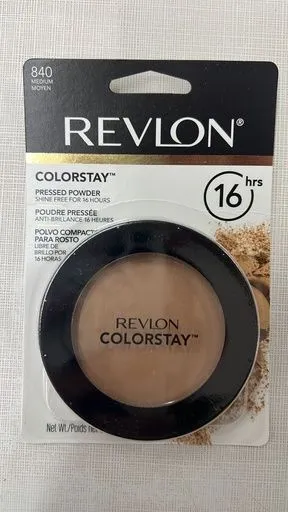 840
MEDIUM
MOYEN
REVLON®
COLORSTAY™
PRESSED POWDER
SHINE FREE FOR 16 HOURS
POUDRE PRESSÉE
ANTI-BRILLANCE 16 HEURES
POLVO COMPACT
PARA ROSTO
LIBRE DE
BRILLO POR
16 HORAS
16 hrs
REVLON
COLORSTAY™
Net Wt./Poids